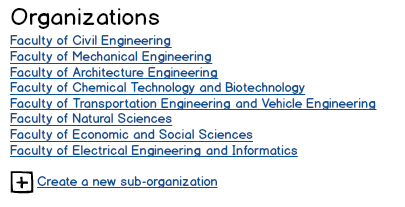 Organizations
Faculty of Civil Engineering
Faculty of Mechanical Engineering
Faculty of Architecture Engineering
Faculty of Chemical Technology and Biotechnology
Faculty of Transportation Engineering and Vehicle Engineering
Faculty of Natural Sciences
Faculty of Economic and Social Sciences
Faculty of Electrical Engineering and Informatics
Create a new sub-organization